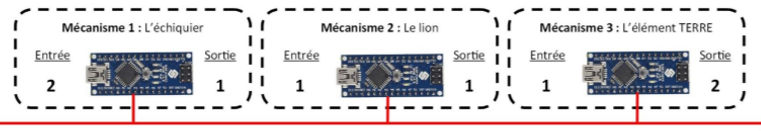 Mécanisme 1 : L'échiquier
Entrée Sortie
2 1
Mécanisme 2 : Le lion
Entrée Sortie
1 1
Mécanisme 3 : L'élément TERRE
Entrée Sortie
1 2